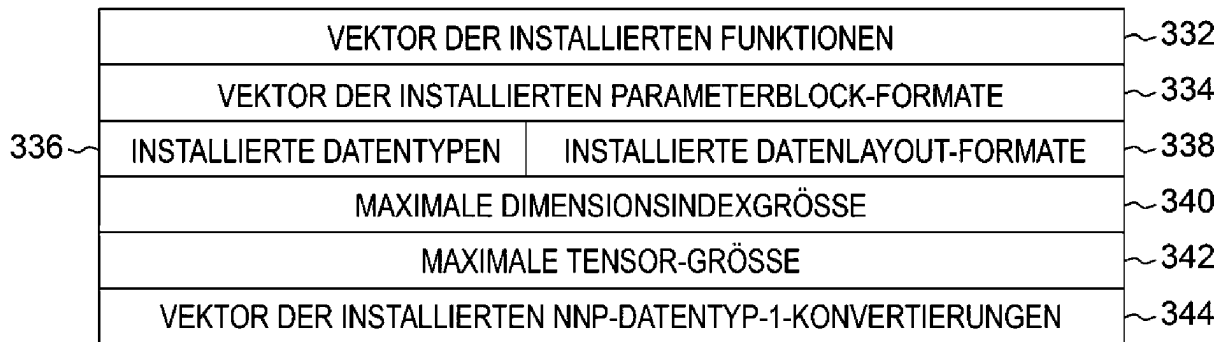 VEKTOR DER INSTALLIERTEN FUNKTIONEN 332
VEKTOR DER INSTALLIERTEN PARAMETERBLOCK-FORMATE 334
336 INSTALLIERTE DATENTYPEN INSTALLIERTE DATENLAYOUT-FORMATE 338
MAXIMALE DIMENSIONSINDEXGRÖSSE 340
MAXIMALE TENSOR-GRÖSSE 342
VEKTOR DER INSTALLIERTEN NNP-DATENTYP-1-KONVERTIERUNGEN 344